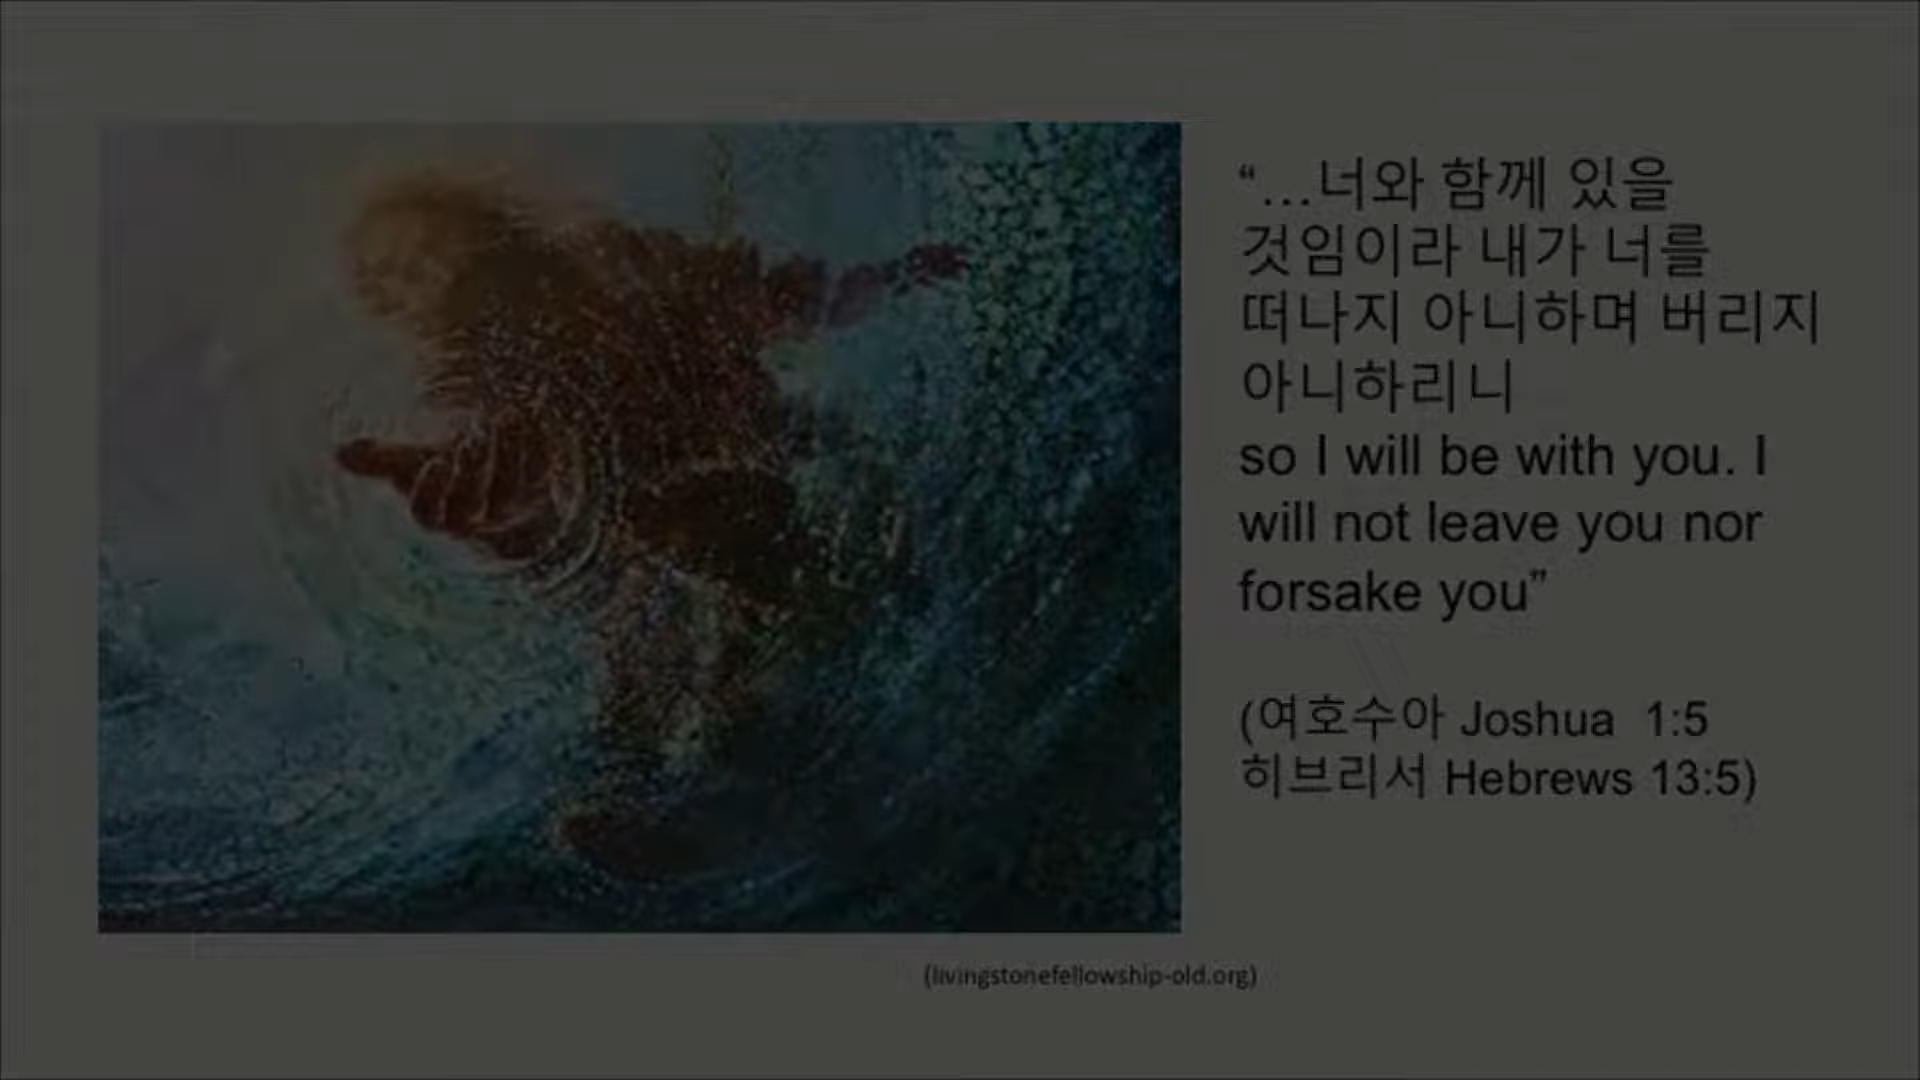 “...너와 함께 있을
것임이라 내가 너를
떠나지 아니하며 버리지
아니하리니
so I will be with you. I
will not leave you nor
forsake you”
(여호수아 Joshua 1:5
히브리서 Hebrews 13:5)
(livingstonefellowship-old.org)